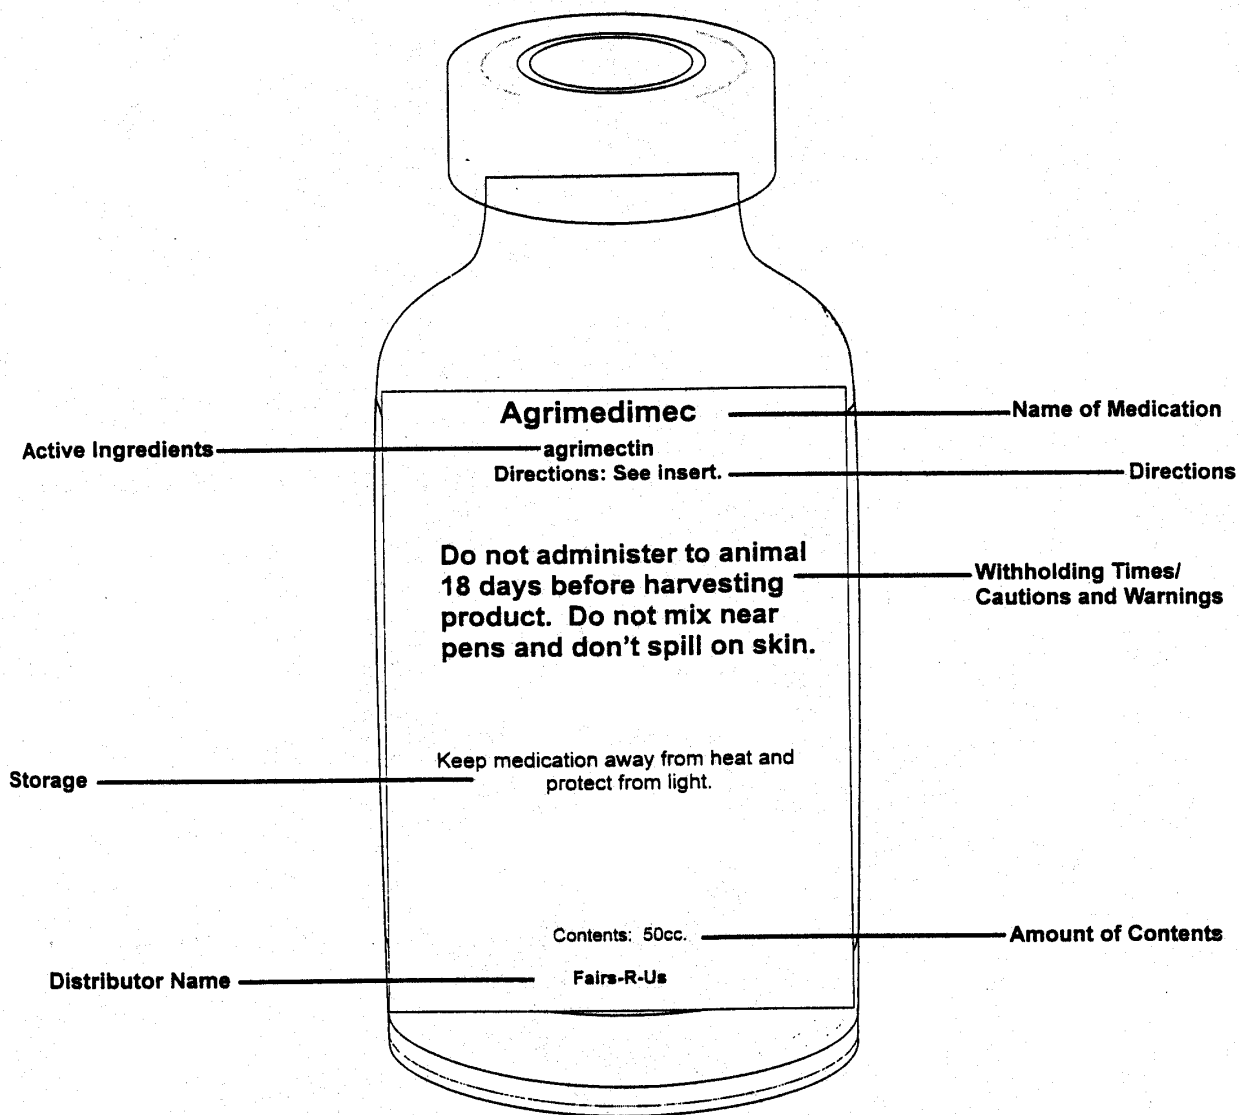 Agrimedimec
Name of Medication
Active Ingredients
agrimectin
Directions: See insert.
Directions
Do not administer to animal
18 days before harvesting
product. Do not mix near
pens and don't spill on skin.
Withholding Times/
Cautions and Warnings
Keep medication away from heat and
protect from light.
Storage
Contents: 50cc.
Amount of Contents
Distributor Name
Fairs-R-Us